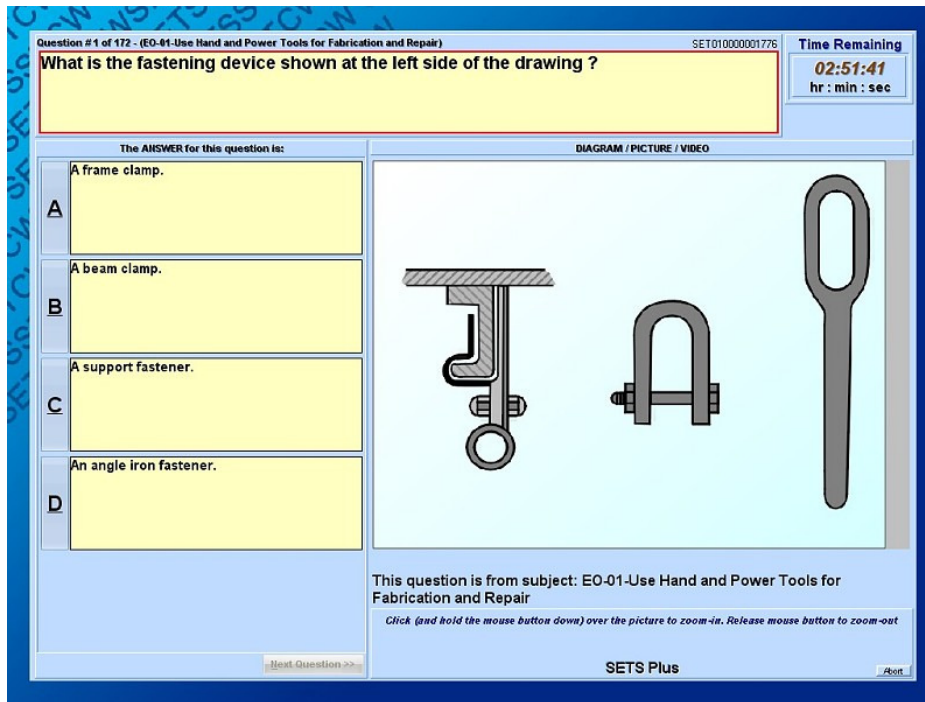 Question #1 of 172 - (EO-01-Use Hand and Power Tools for Fabrication and Repair)
SET010000001776
What is the fastening device shown at the left side of the drawing ?
Time Remaining
02:51:41
hr : min : sec
The ANSWER for this question is:
DIAGRAM / PICTURE / VIDEO
A
A frame clamp.
B
A beam clamp.
C
A support fastener.
D
An angle iron fastener.
This question is from subject: EO-01-Use Hand and Power Tools for
Fabrication and Repair
Click (and hold the mouse button down) over the picture to zoom-in. Release mouse button to zoom-out
Next Question >>
SETS Plus
Abort